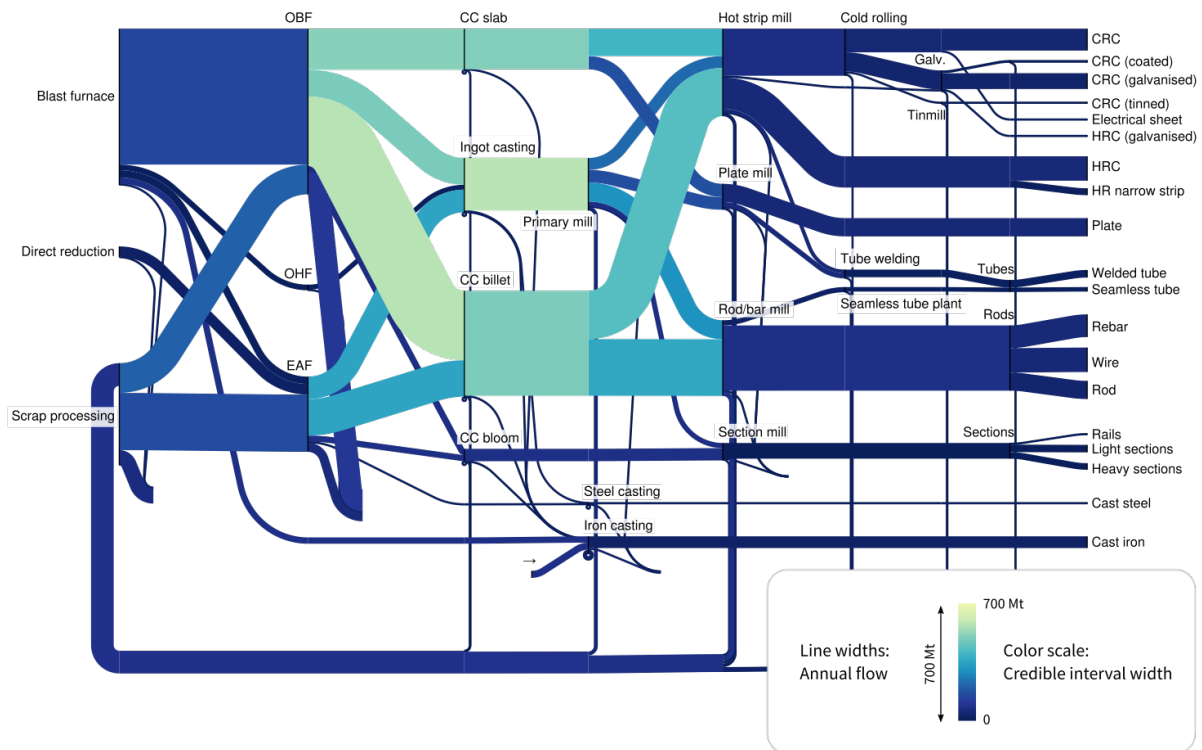 OBF
CC slab
Hot strip mill
Cold rolling
CRC
Galv.
CRC (coated)
CRC (galvanised)
Blast furnace
CRC (tinned)
Tinmill
Electrical sheet
HRC (galvanised)
Ingot casting
HRC
Plate mill
HR narrow strip
Primary mill
Plate
Direct reduction
Tube welding
OHF
CC billet
Tubes
Welded tube
Seamless tube
Rod/bar mill
Seamless tube plant
Rods
Rebar
EAF
Wire
Rod
Scrap processing
CC bloom
Section mill
Sections
Rails
Light sections
Heavy sections
Steel casting
Cast steel
Iron casting
Cast iron
→
700 Mt
Line widths:
Annual flow
700 Mt
Color scale:
Credible interval width
0